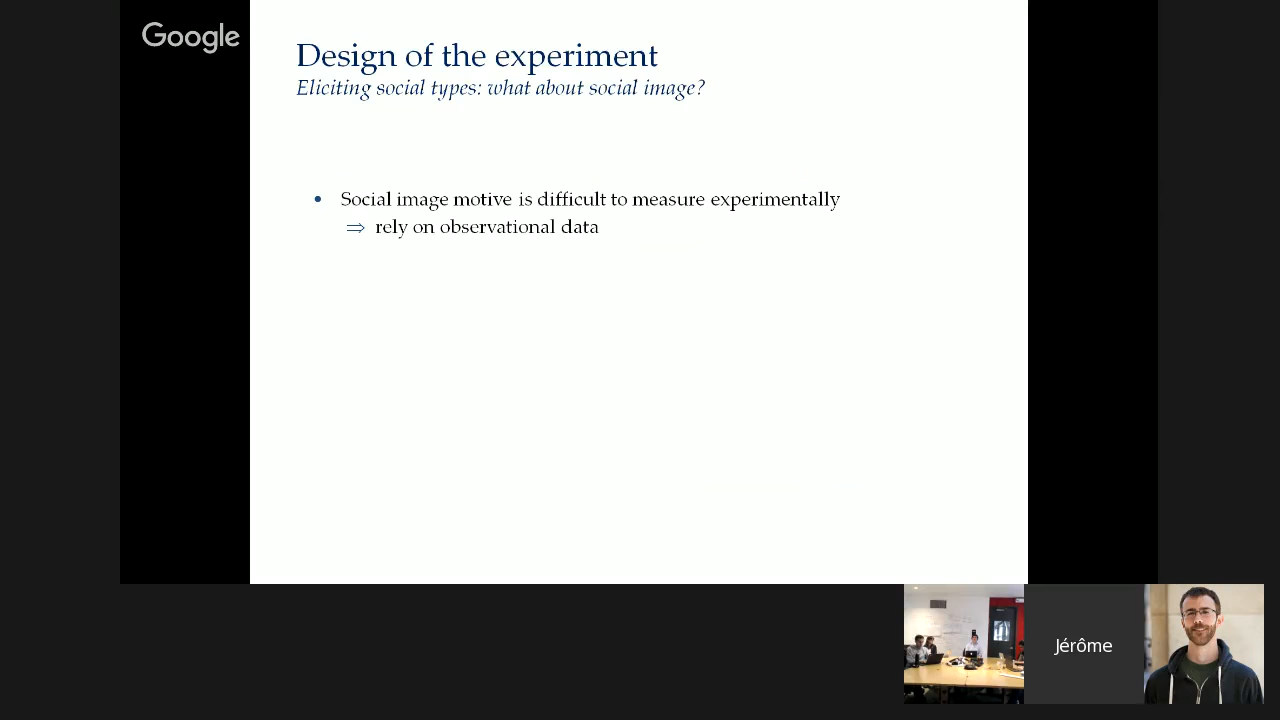 Google
Design of the experiment
Eliciting social types: what about social image?
• Social image motive is difficult to measure experimentally
⇒ rely on observational data
Jérôme